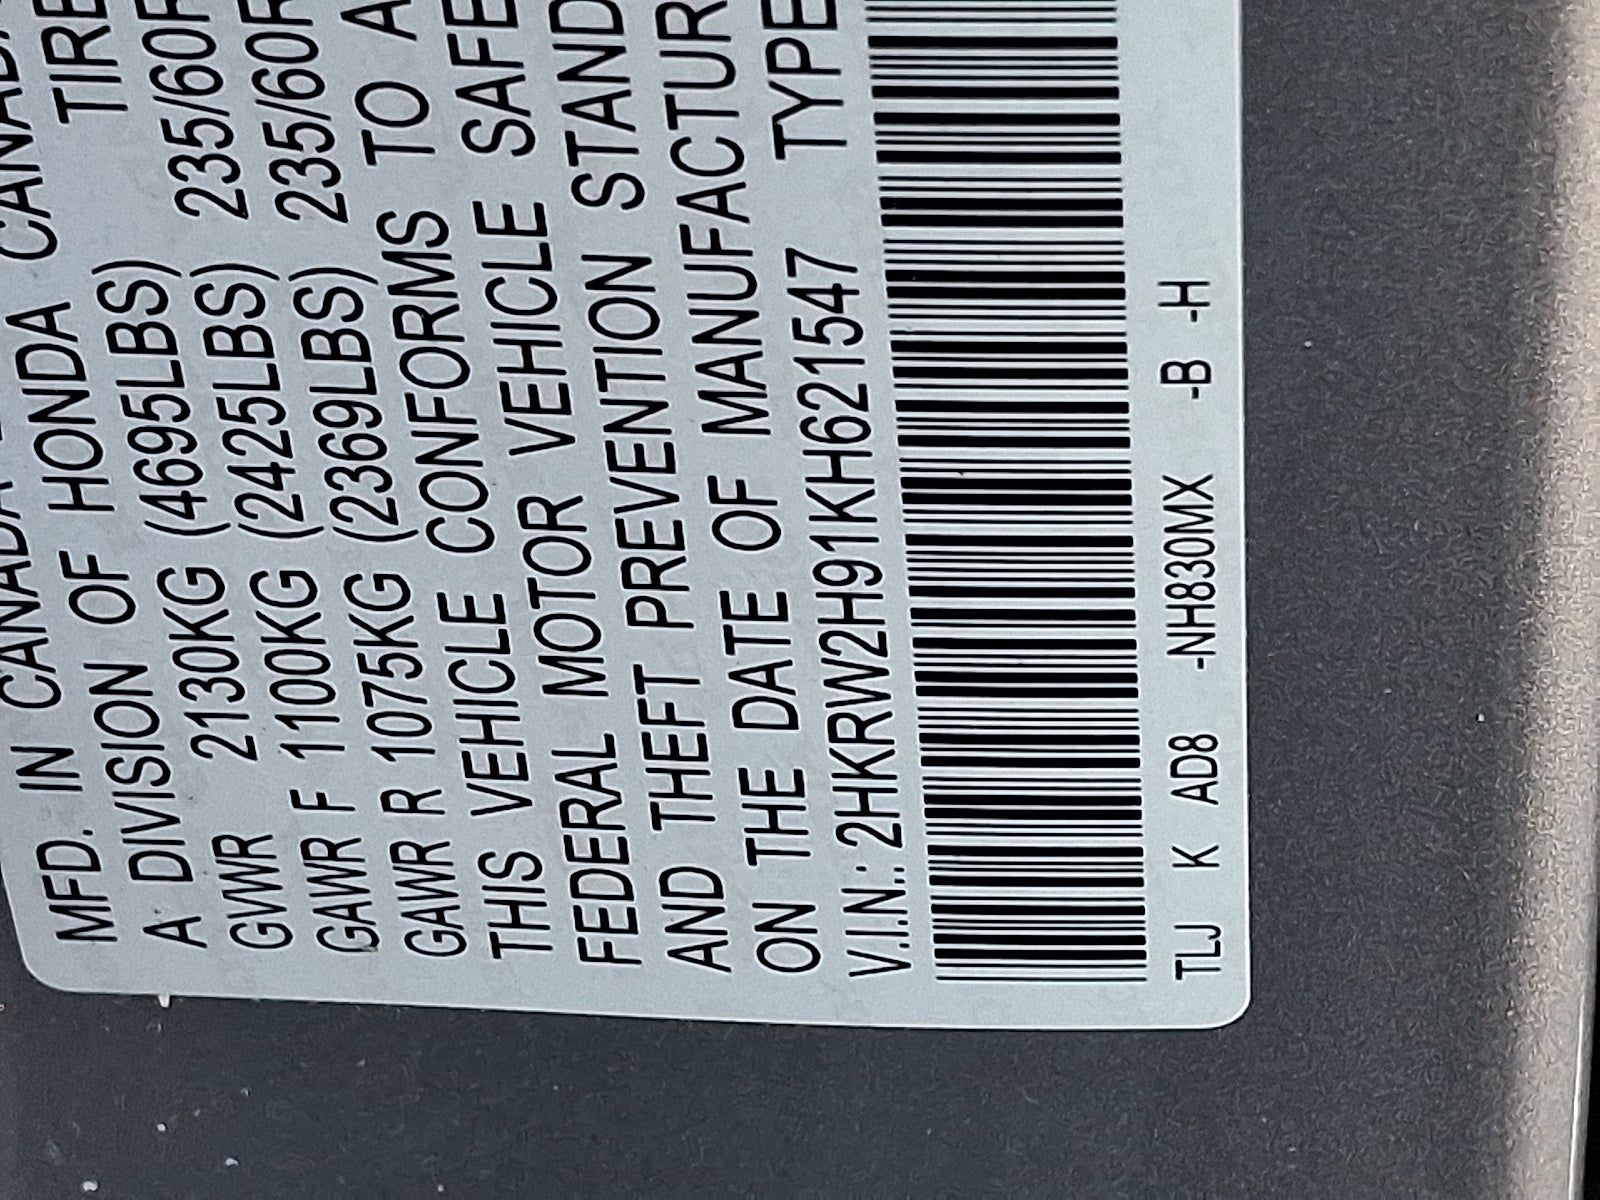 MFD. IN CANADA
A DIVISION OF HONDA CANADA
GVWR 2130KG (4695LBS) TIRE
GAWR F 1100KG (2425LBS) 235/60R
GAWR R 1075KG (2369LBS) 235/60R
THIS VEHICLE CONFORMS TO A
FEDERAL MOTOR VEHICLE SAFE
AND THEFT PREVENTION STAND
ON THE DATE OF MANUFACTUR
V.I.N.: 2HKRW2H91KH621547 TYPE
TLJ K AD8 -NH830MX -B -H